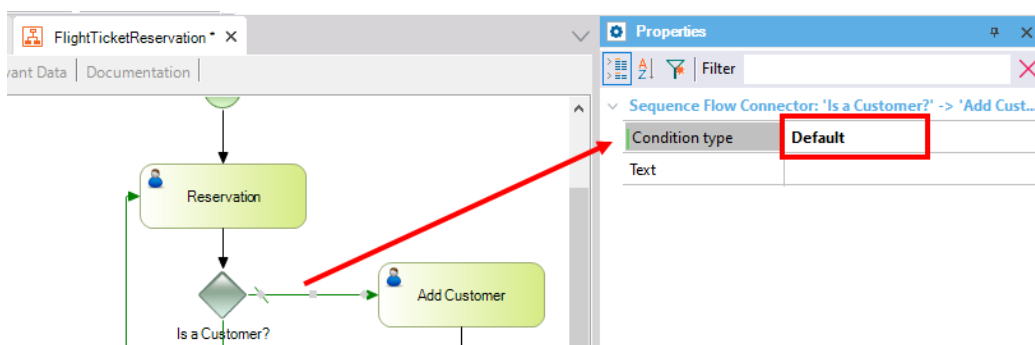 FlightTicketReservation *
vant Data
Documentation
Reservation
Is a Customer?
Add Customer
Properties
Filter
Sequence Flow Connector: 'Is a Customer?' -> 'Add Cust...
Condition type
Default
Text